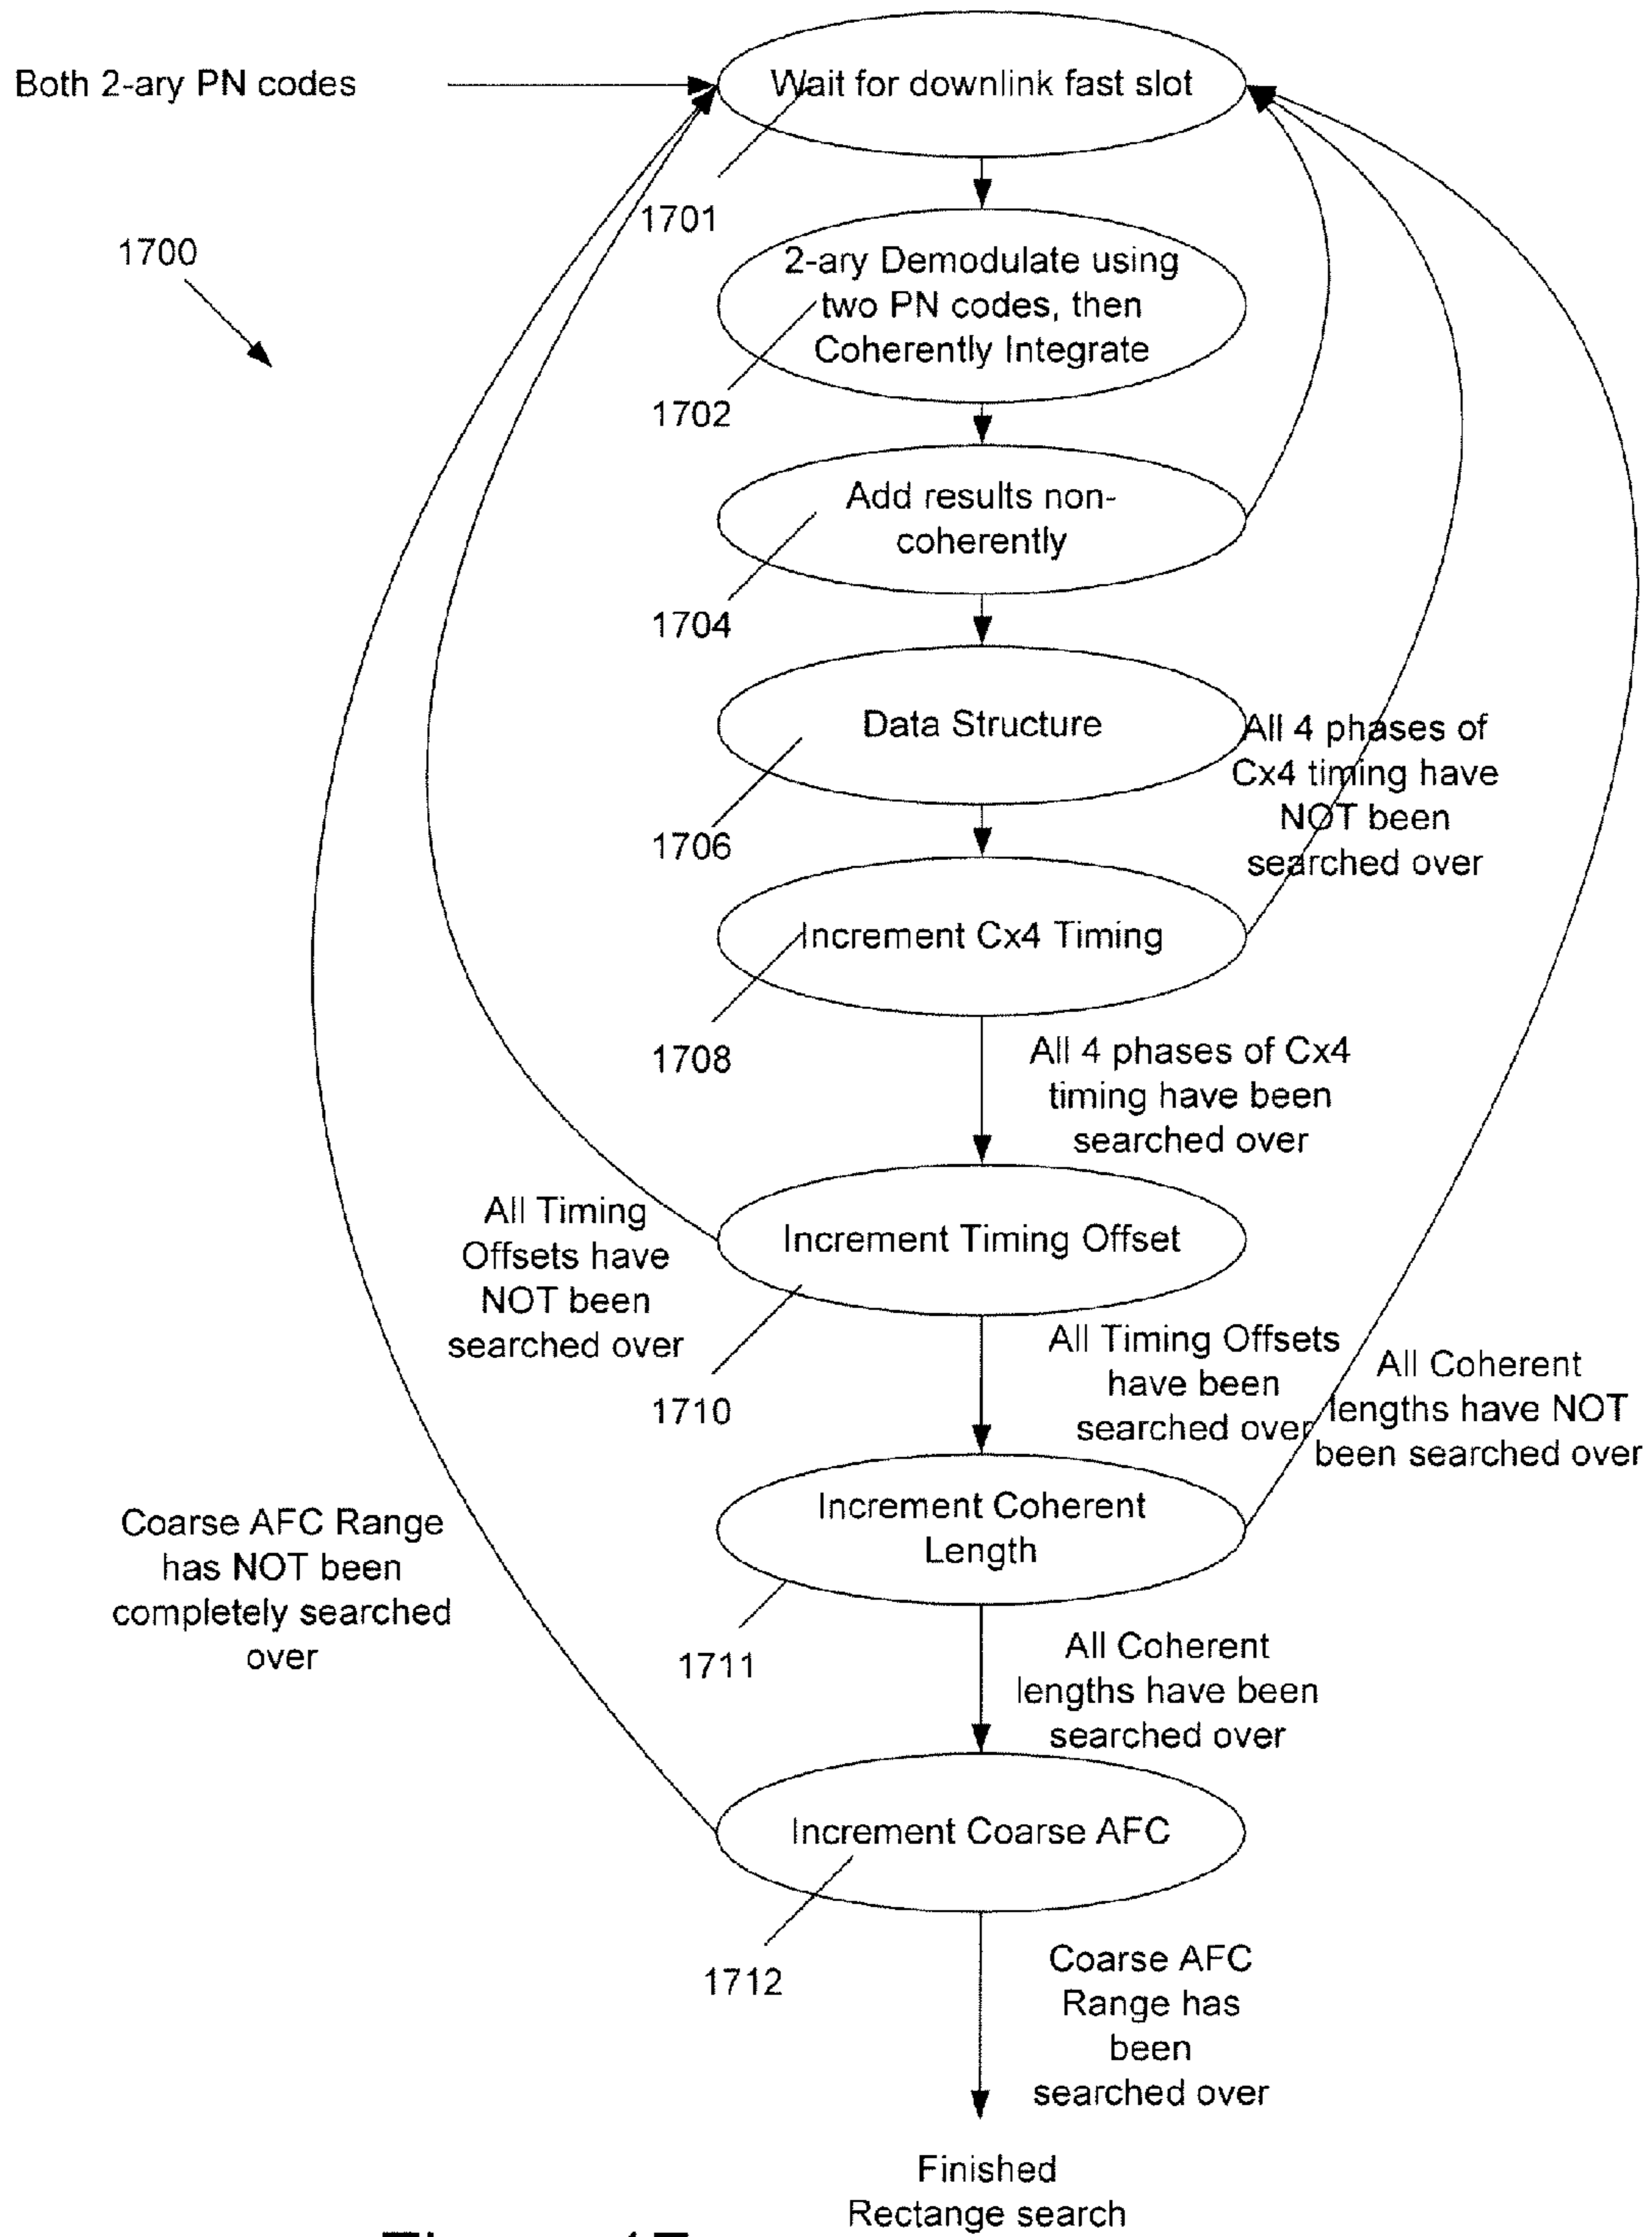 Both 2-ary PN codes
Wait for downlink fast slot
1701
1700
2-ary Demodulate using
two PN codes, then
Coherently Integrate
1702
Add results non-
coherently
1704
Data Structure
1706
All 4 phases of
Cx4 timing have
NOT been
searched over
Increment Cx4 Timing
1708
All 4 phases of Cx4
timing have been
searched over
Increment Timing Offset
All Timing
Offsets have
NOT been
searched over
1710
All Timing Offsets
have been
searched over
All Coherent
lengths have NOT
been searched over
Increment Coherent
Length
1711
Coarse AFC Range
has NOT been
completely searched
over
All Coherent
lengths have been
searched over
Increment Coarse AFC
1712
Coarse AFC
Range has
been
searched over
Finished
Rectange search